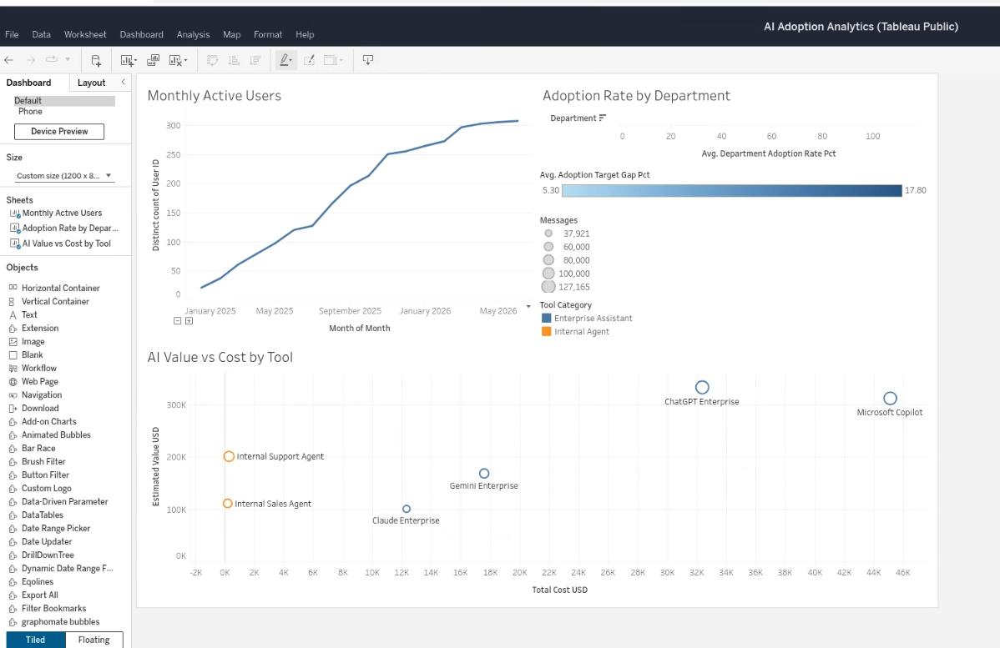 AI Adoption Analytics (Tableau Public)
File Data Worksheet Dashboard Analysis Map Format Help
Dashboard Layout
Default
Phone
Device Preview
Size
Custom size (1200 x 8...
Sheets
Monthly Active Users
Adoption Rate by Depar...
AI Value vs Cost by Tool
Objects
Horizontal Container
Vertical Container
Text
Extension
Image
Blank
Workflow
Web Page
Navigation
Download
Add-on Charts
Animated Bubbles
Bar Race
Brush Filter
Button Filter
Custom Logo
Data-Driven Parameter
DataTables
Date Range Picker
Date Updater
DrillDownTree
Dynamic Date Range F...
Eqolines
Export All
Filter Bookmarks
graphomate bubbles
Tiled Floating
Monthly Active Users
Distinct count of User ID
300
250
200
150
100
50
0
January 2025 May 2025 September 2025 January 2026 May 2026
Month of Month
Adoption Rate by Department
Department
0 20 40 60 80 100
Avg. Department Adoption Rate Pct
Avg. Adoption Target Gap Pct
5.30 17.80
Messages
37,921
60,000
80,000
100,000
127,165
Tool Category
Enterprise Assistant
Internal Agent
AI Value vs Cost by Tool
Estimated Value USD
300K
200K
100K
0K
ChatGPT Enterprise
Microsoft Copilot
Internal Support Agent
Gemini Enterprise
Internal Sales Agent
Claude Enterprise
-2K 0K 2K 4K 6K 8K 10K 12K 14K 16K 18K 20K 22K 24K 26K 28K 30K 32K 34K 36K 38K 40K 42K 44K 46K
Total Cost USD